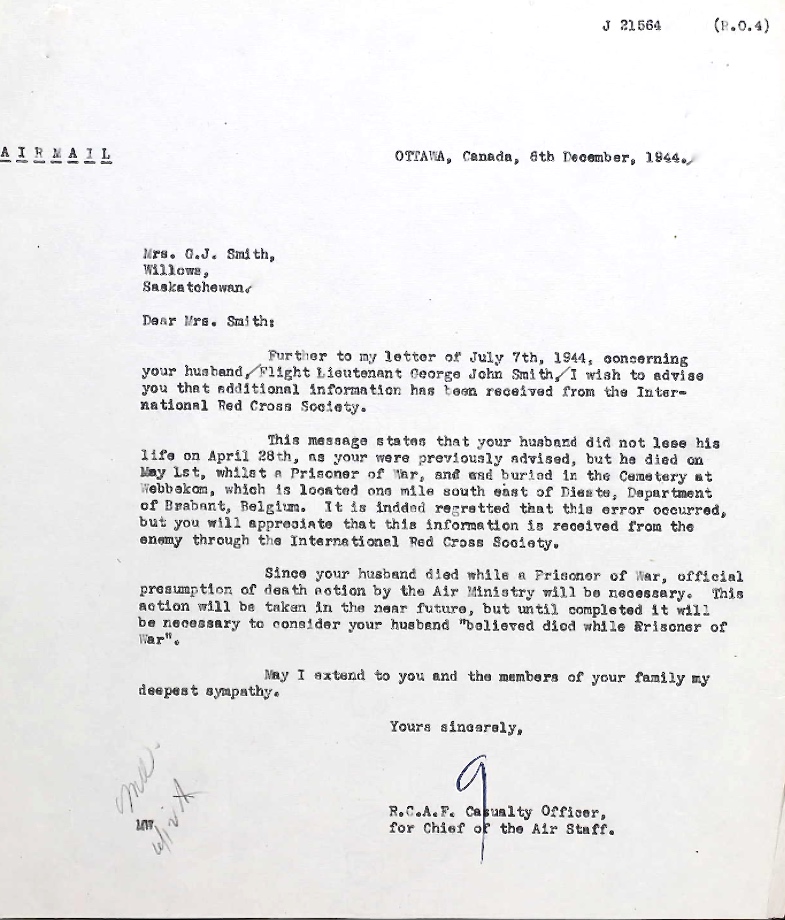 J 21564 (R.O.4)
AIRMAIL
OTTAWA, Canada, 6th December, 1944.
Mrs. G.J. Smith,
Willows,
Saskatchewan.
Dear Mrs. Smith:
Further to my letter of July 7th, 1944, concerning
your husband, Flight Lieutenant George John Smith, I wish to advise
you that additional information has been received from the Inter-
national Red Cross Society.
This message states that your husband did not lose his
life on April 28th, as your were previously advised, but he died on
May 1st, whilst a Prisoner of War, and and buried in the Cemetery at
Webbekom, which is located one mile south east of Dieste, Department
of Brabant, Belgium. It is indded regretted that this error occurred,
but you will appreciate that this information is received from the
enemy through the International Red Cross Society.
Since your husband died while a Prisoner of War, official
presumption of death action by the Air Ministry will be necessary. This
action will be taken in the near future, but until completed it will
be necessary to consider your husband "believed died while Prisoner of
War".
May I extend to you and the members of your family my
deepest sympathy.
Yours sincerely,
MW
R.C.A.F. Casualty Officer,
for Chief of the Air Staff.